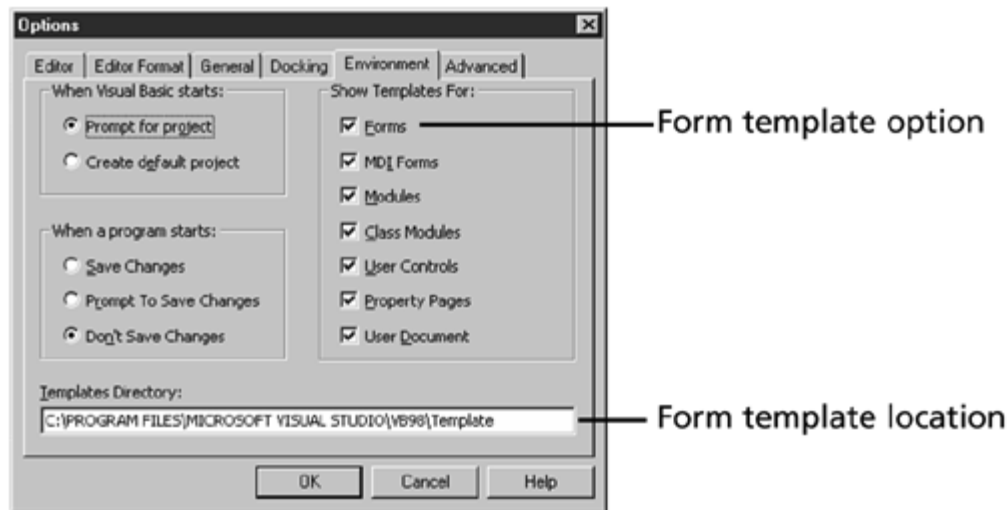 Options
Editor Editor Format General Docking Environment Advanced
When Visual Basic starts:
Prompt for project
Create default project
When a program starts:
Save Changes
Prompt To Save Changes
Don't Save Changes
Show Templates For:
Forms
MDI Forms
Modules
Class Modules
User Controls
Property Pages
User Document
Templates Directory:
C:\PROGRAM FILES\MICROSOFT VISUAL STUDIO\VB98\Template
OK Cancel Help
Form template option
Form template location